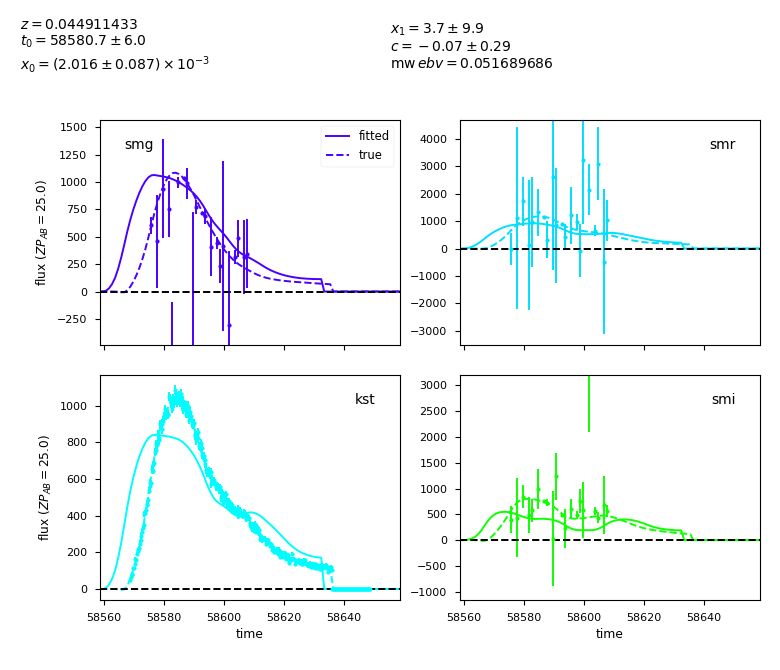 z = 0.044911433
t₀ = 58580.7 ± 6.0
x₀ = (2.016 ± 0.087) × 10⁻³
x₁ = 3.7 ± 9.9
c = −0.07 ± 0.29
mw ebv = 0.051689686
smg
fitted
true
flux (ZP_AB = 25.0)
1500
1250
1000
750
500
250
0
−250
smr
4000
3000
2000
1000
0
−1000
−2000
−3000
kst
flux (ZP_AB = 25.0)
1000
800
600
400
200
0
58560 58580 58600 58620 58640
time
smi
3000
2500
2000
1500
1000
500
0
−500
−1000
58560 58580 58600 58620 58640
time